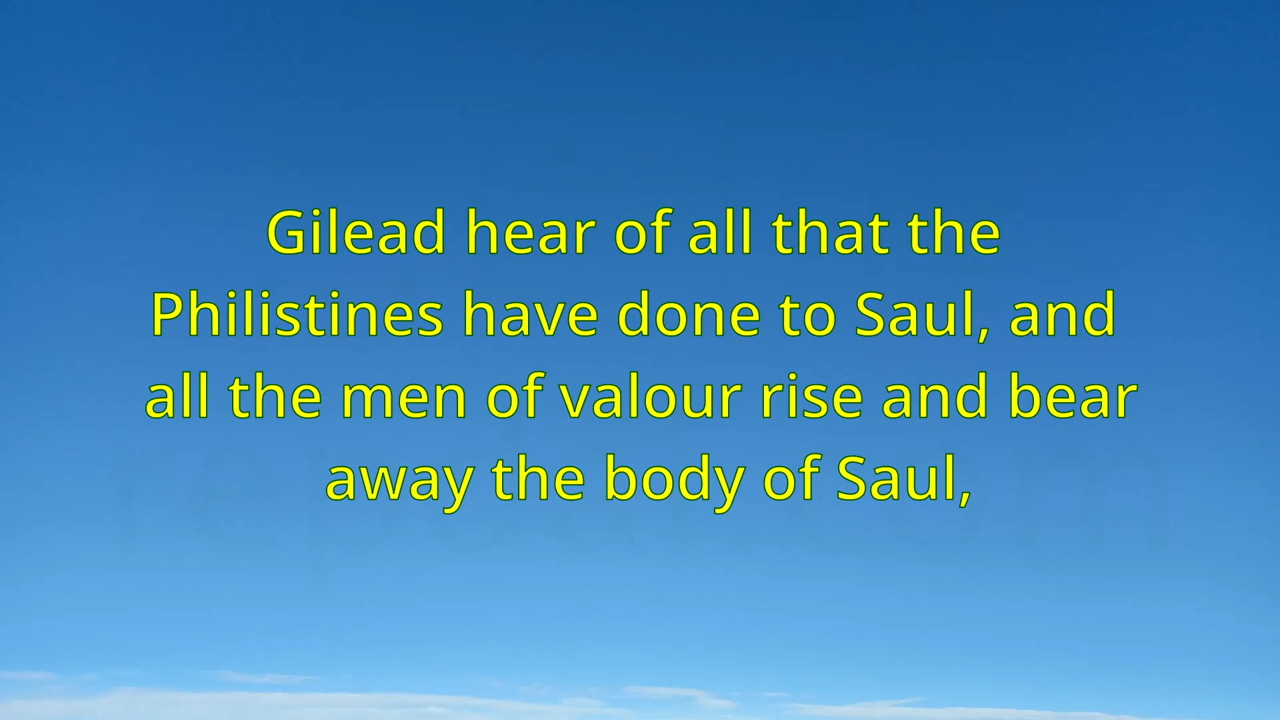 Gilead hear of all that the
Philistines have done to Saul, and
all the men of valour rise and bear
away the body of Saul,